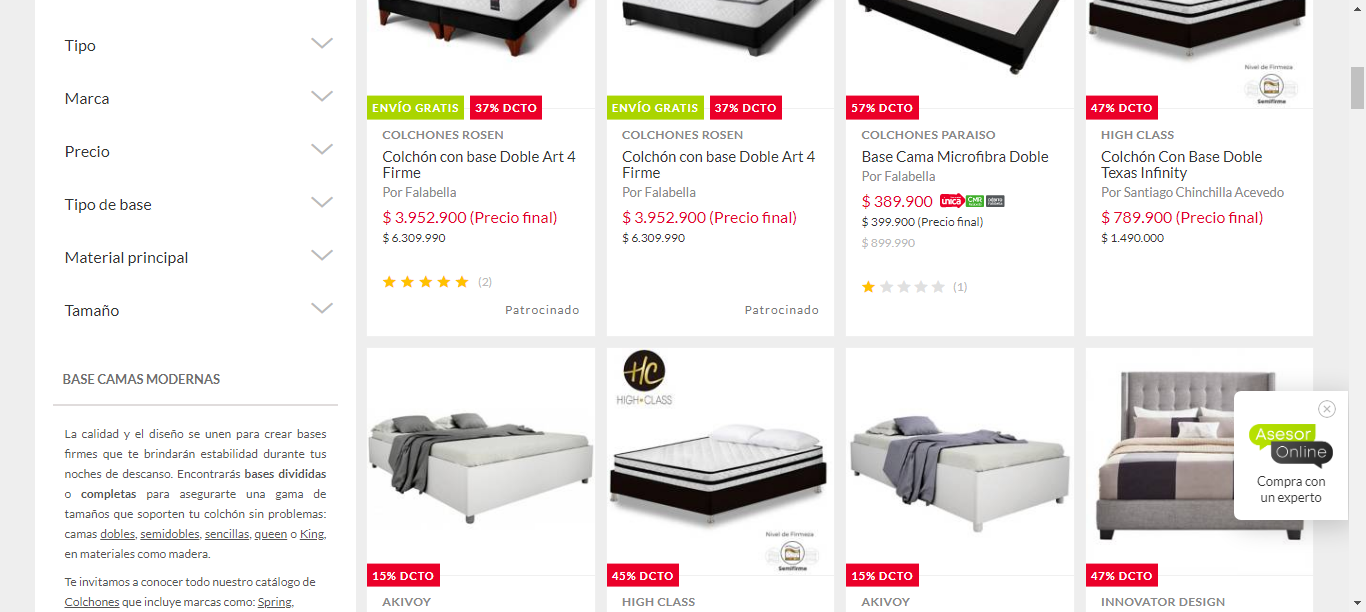 Tipo
Marca
Precio
Tipo de base
Material principal
Tamaño
BASE CAMAS MODERNAS
La calidad y el diseño se unen para crear bases
firmes que te brindarán estabilidad durante tus
noches de descanso. Encontrarás bases divididas
o completas para asegurarte una gama de
tamaños que soporten tu colchón sin problemas:
camas dobles, semidobles, sencillas, queen o King,
en materiales como madera.
Te invitamos a conocer todo nuestro catálogo de
Colchones que incluye marcas como: Spring,
ENVÍO GRATIS 37% DCTO
COLCHONES ROSEN
Colchón con base Doble Art 4
Firme
Por Falabella
$ 3.952.900 (Precio final)
$ 6.309.990
(2)
Patrocinado
ENVÍO GRATIS 37% DCTO
COLCHONES ROSEN
Colchón con base Doble Art 4
Firme
Por Falabella
$ 3.952.900 (Precio final)
$ 6.309.990
Patrocinado
57% DCTO
COLCHONES PARAISO
Base Cama Microfibra Doble
Por Falabella
$ 389.900 única CMR
$ 399.900 (Precio final)
$ 899.990
(1)
Nivel de Firmeza
Semifirme
47% DCTO
HIGH CLASS
Colchón Con Base Doble
Texas Infinity
Por Santiago Chinchilla Acevedo
$ 789.900 (Precio final)
$ 1.490.000
15% DCTO
AKIVOY
HC
HIGH CLASS
Nivel de Firmeza
Semifirme
45% DCTO
HIGH CLASS
15% DCTO
AKIVOY
47% DCTO
INNOVATOR DESIGN
Asesor
Online
Compra con
un experto